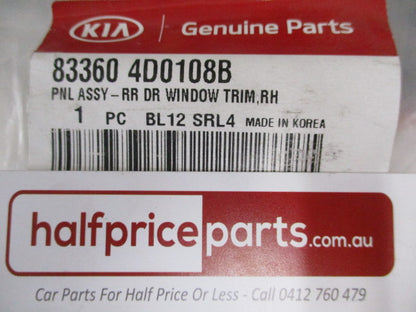 KIA Genuine Parts
83360 4D0108B
PNL ASSY-RR DR WINDOW TRIM,RH
1 PC BL12 SRL4 MADE IN KOREA
halfpriceparts.com.au
Car Parts For Half Price Or Less - Call 0412 760 479